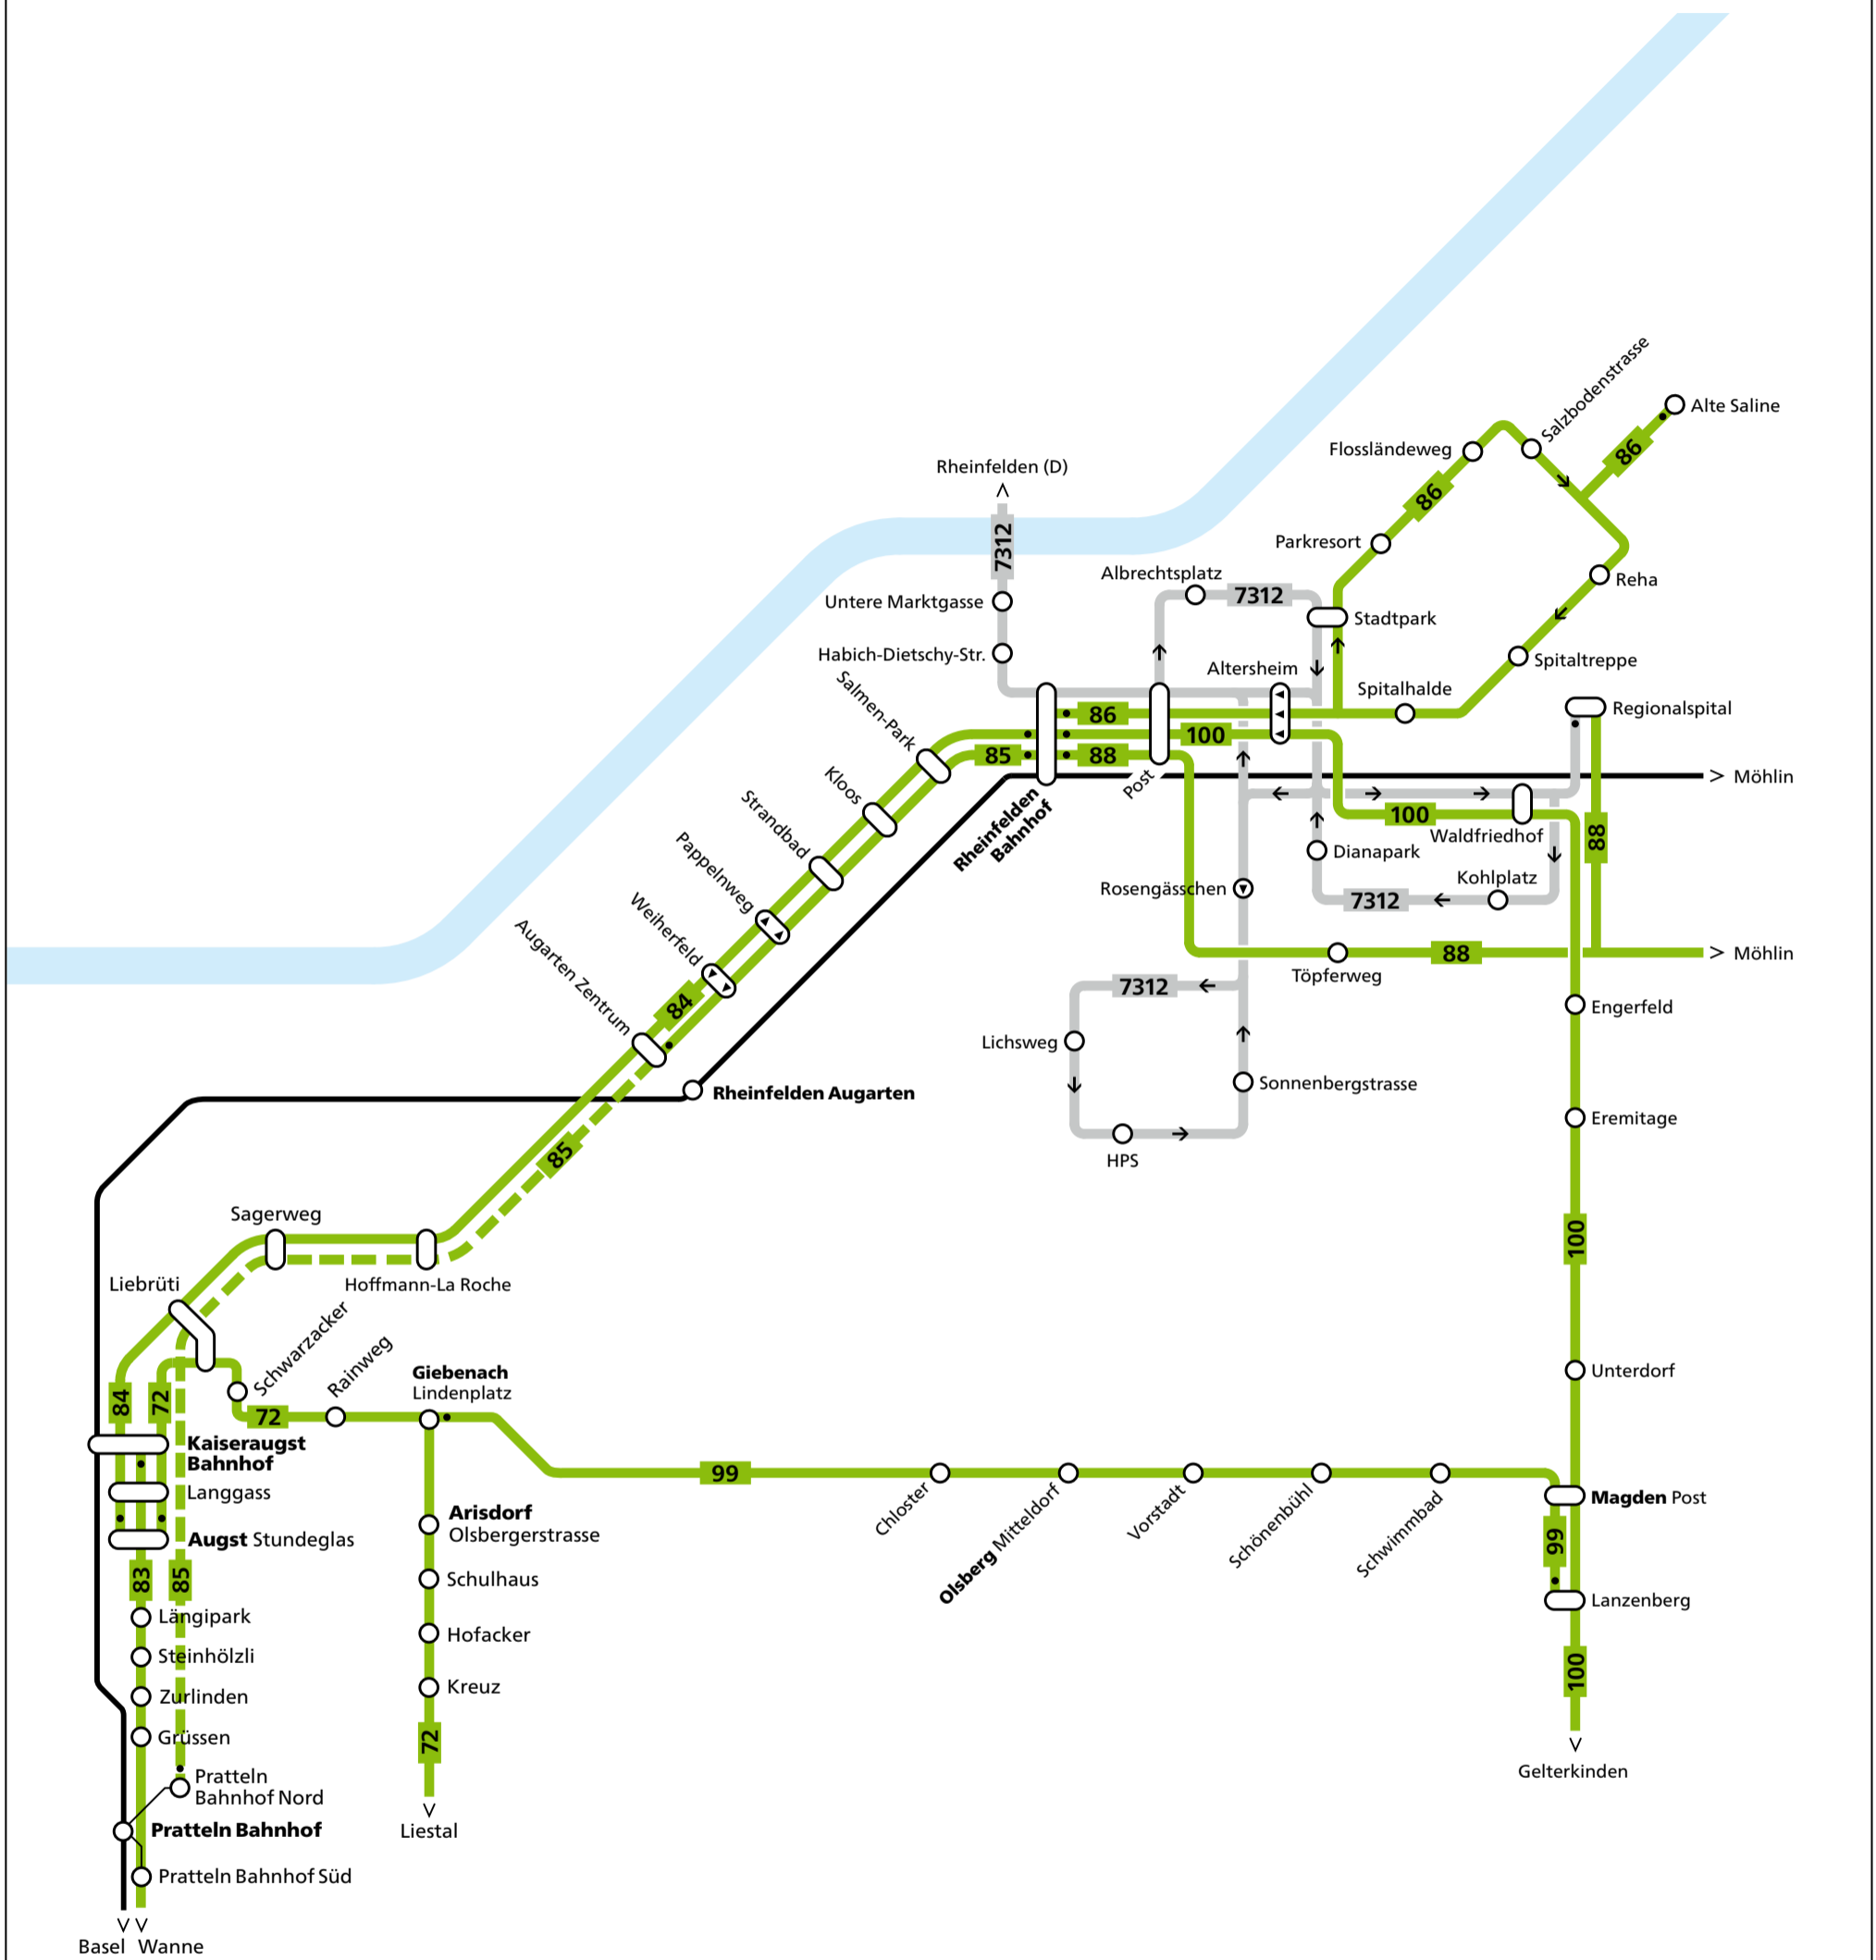 Salzbodenstrasse
Alte Saline
86
Flossländeweg
Rheinfelden (D)
86
7312
Parkresort
Albrechtsplatz
Reha
7312
Untere Marktgasse
Stadtpark
Habich-Dietschy-Str.
Altersheim
Spitaltreppe
Salmen-Park
Spitalhalde
Regionalspital
86
100
85
88
Post
Möhlin
Kloos
Rheinfelden
Bahnhof
Strandbad
100
Waldfriedhof
88
Pappelnweg
Dianapark
Kohlplatz
Rosengässchen
7312
Weiherfeld
Augarten Zentrum
88
Möhlin
Töpferweg
84
7312
Engerfeld
Lichsweg
Sonnenbergstrasse
Rheinfelden Augarten
Eremitage
85
HPS
Sagerweg
100
Liebrüti
Hoffmann-La Roche
Schwarzacker
Rainweg
Giebenach
Lindenplatz
Unterdorf
84
72
72
Kaiseraugst
Bahnhof
99
Langgass
Chloster
Olsberg Mitteldorf
Vorstadt
Schönenbühl
Schwimmbad
Magden Post
Arisdorf
Olsbergerstrasse
Augst Stundeglas
99
83
85
Schulhaus
Lanzenberg
Längipark
Hofacker
Steinhölzli
100
Kreuz
Zurlinden
Grüssen
72
Pratteln
Bahnhof Nord
Gelterkinden
Pratteln Bahnhof
Liestal
Pratteln Bahnhof Süd
Basel
Wanne